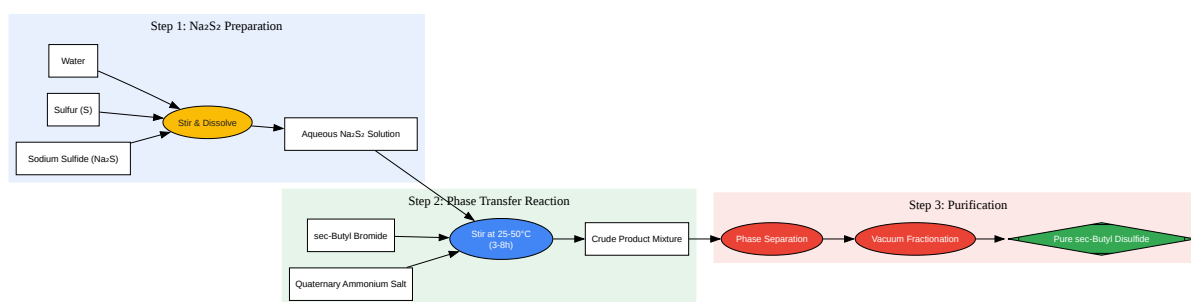 Step 1: Na₂S₂ Preparation
Water
Sulfur (S)
Sodium Sulfide (Na₂S)
Stir & Dissolve
Aqueous Na₂S₂ Solution
Step 2: Phase Transfer Reaction
sec-Butyl Bromide
Quaternary Ammonium Salt
Stir at 25-50°C
(3-8h)
Crude Product Mixture
Step 3: Purification
Phase Separation
Vacuum Fractionation
Pure sec-Butyl Disulfide